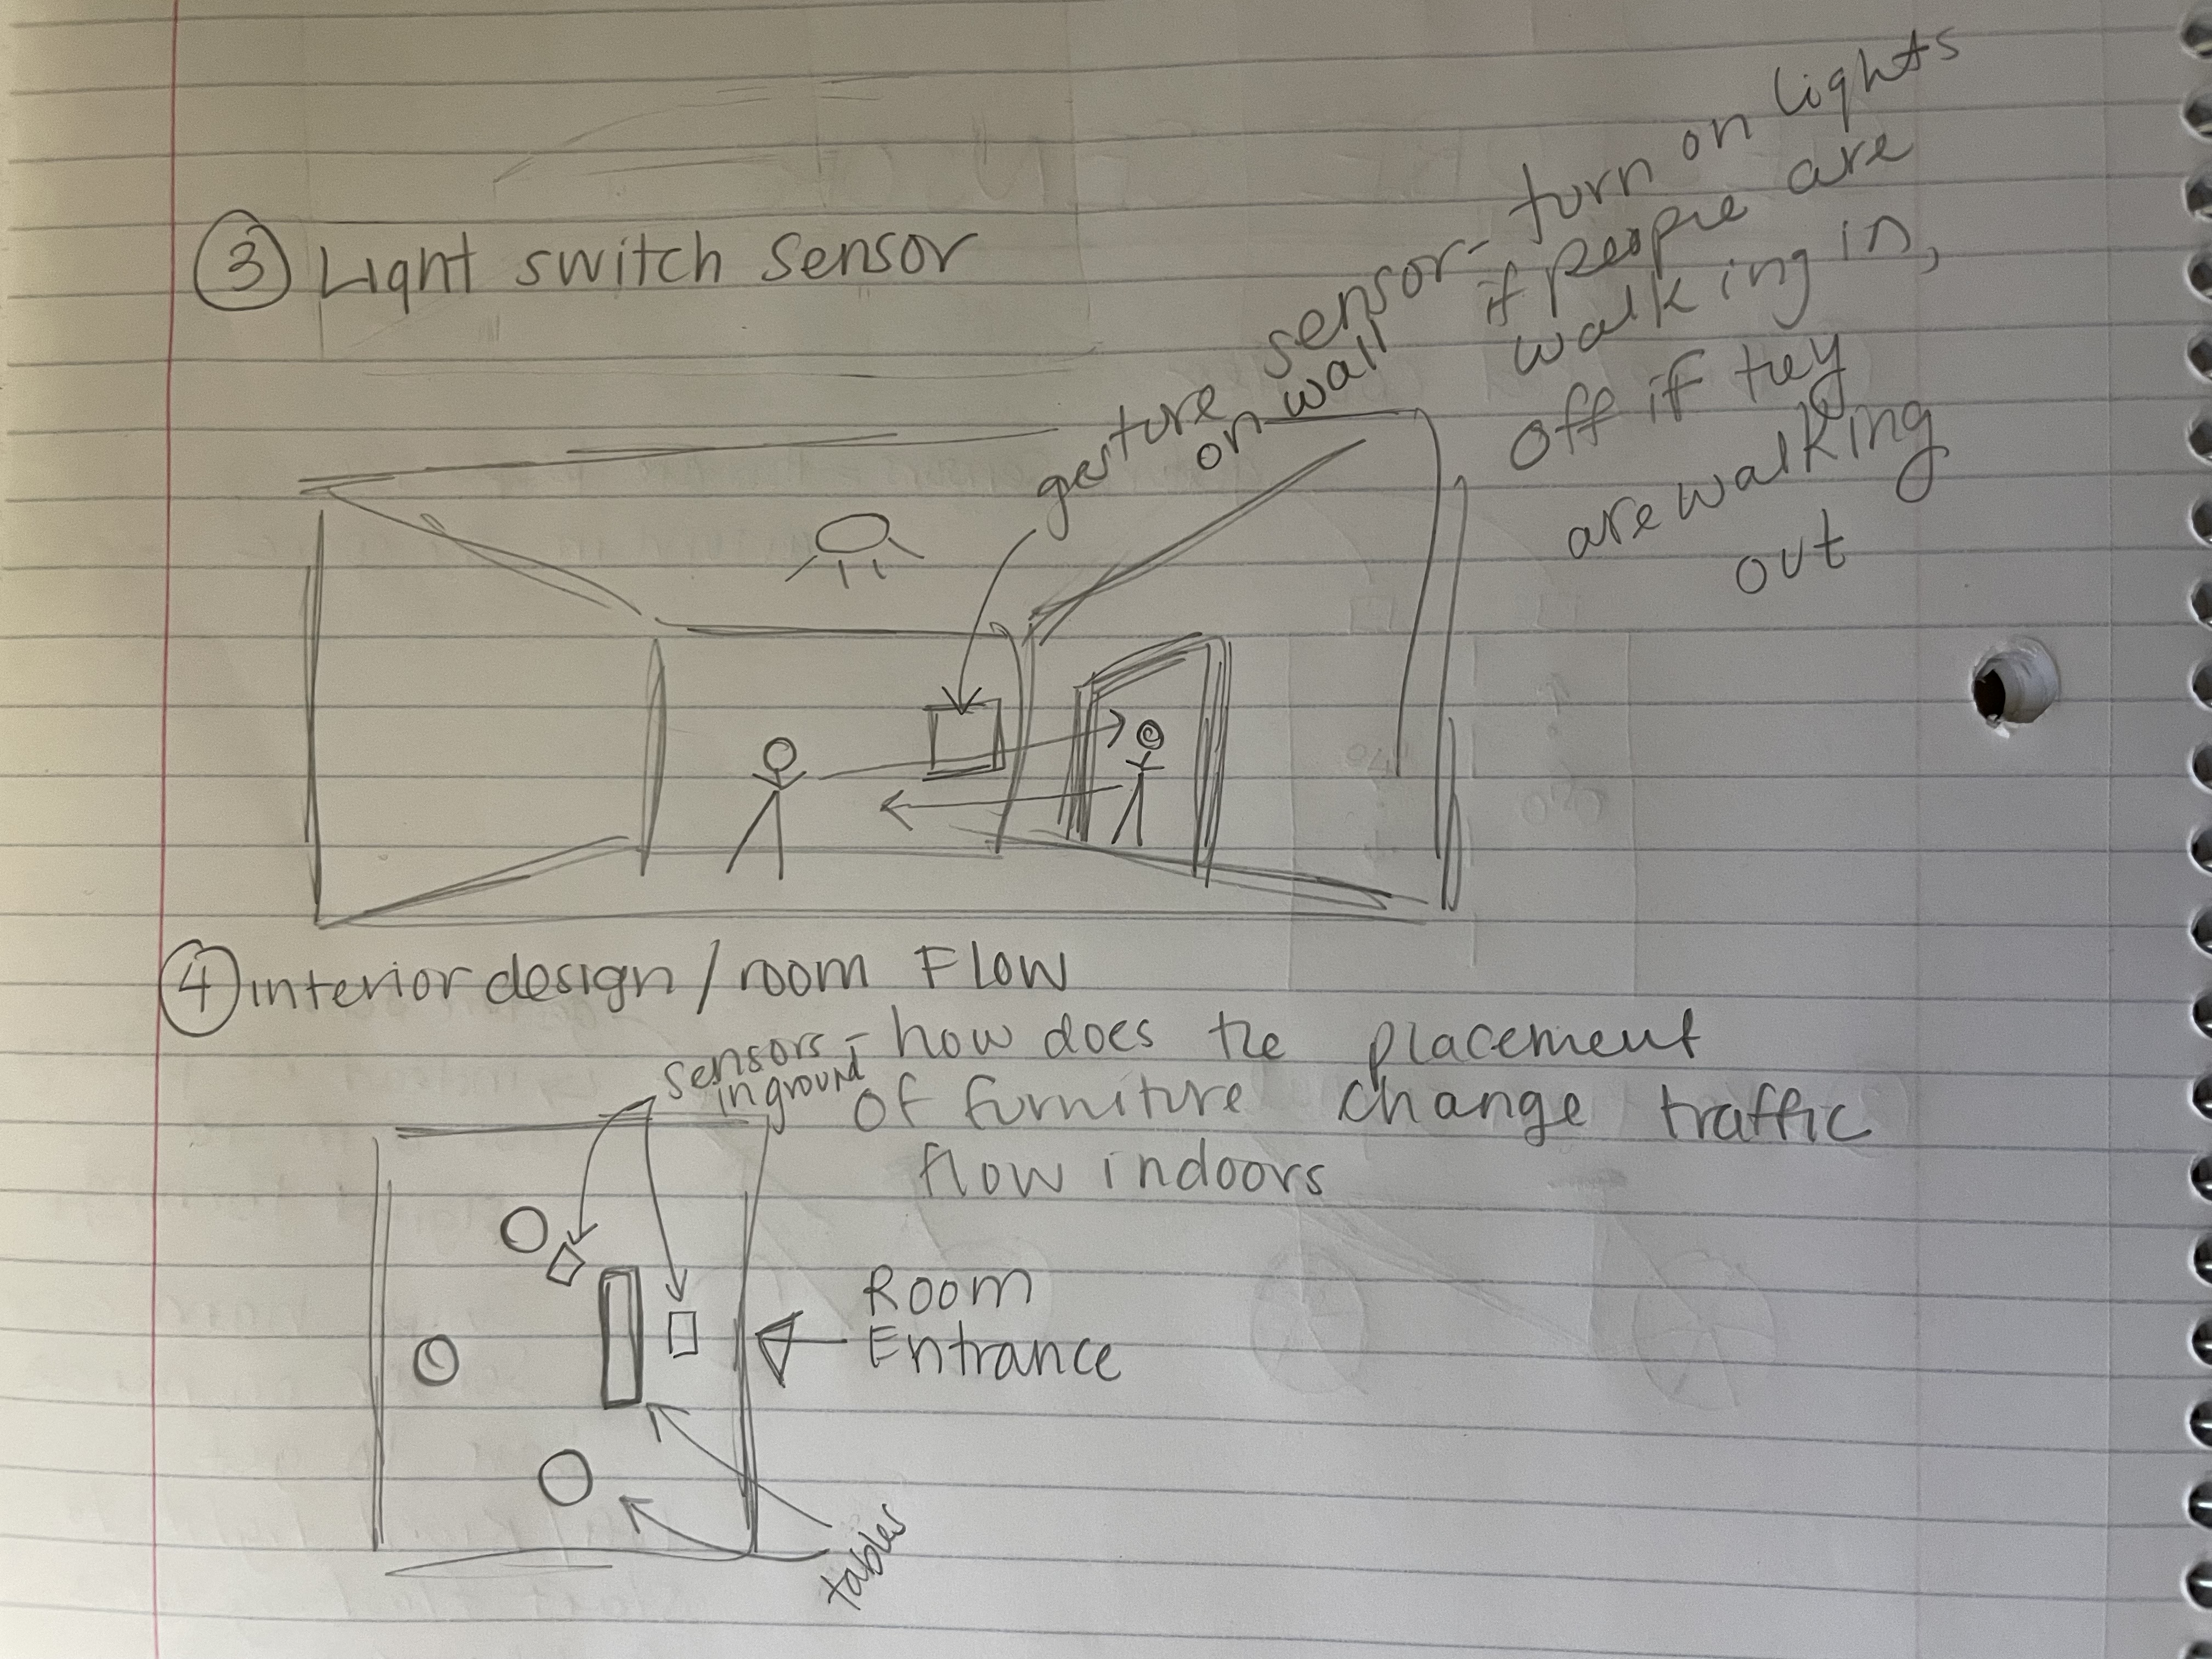 ③ Light switch sensor
gesture sensor - turn on lights
on wall if people are
walking in,
off if they
are walking
out
④ interior design / room Flow
sensors - how does the placement
in ground of furniture change traffic
flow indoors
Room
Entrance
tables